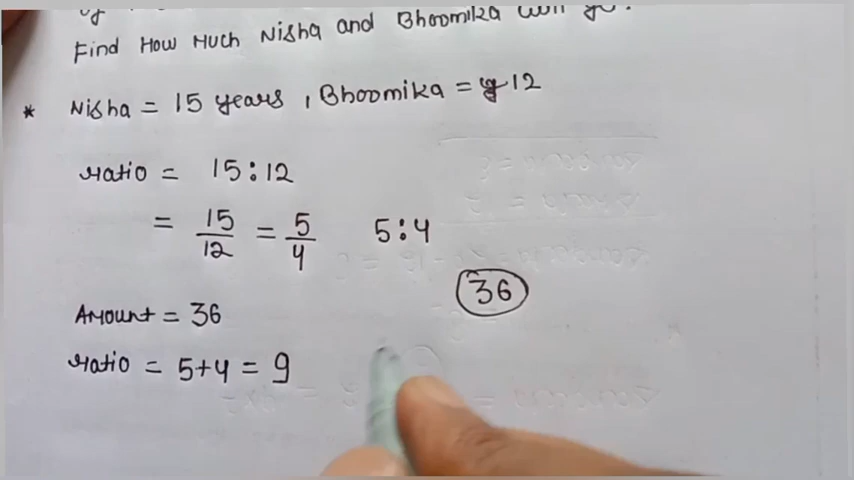 Find How Much Nisha and Bhoomika will
* Nisha = 15 years, Bhoomika = 12
ratio = 15:12
= 15/12 = 5/4 5:4
36
Amount = 36
ratio = 5+4 = 9